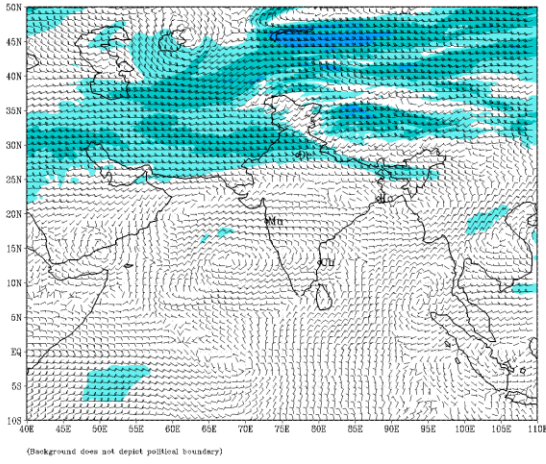 50N
45N
40N
35N
30N
25N
20N
15N
10N
5N
EQ
5S
10S
40E 45E 50E 55E 60E 65E 70E 75E 80E 85E 90E 95E 100E 105E 110E
Mu
(Background does not depict political boundary)